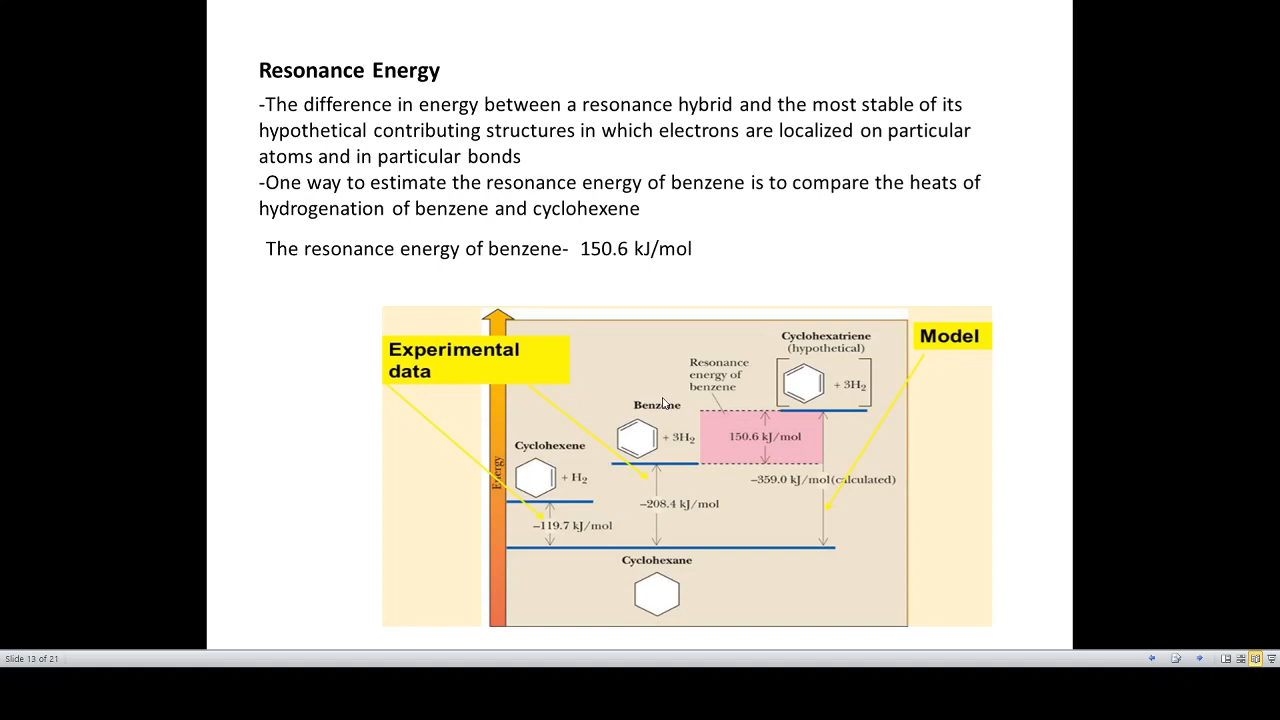 Resonance Energy
-The difference in energy between a resonance hybrid and the most stable of its
hypothetical contributing structures in which electrons are localized on particular
atoms and in particular bonds
-One way to estimate the resonance energy of benzene is to compare the heats of
hydrogenation of benzene and cyclohexene
The resonance energy of benzene- 150.6 kJ/mol
Experimental
data
Model
Cyclohexatriene
(hypothetical)
+ 3H₂
Resonance
energy of
benzene
Benzene
+ 3H₂
150.6 kJ/mol
Cyclohexene
+ H₂
Energy
–359.0 kJ/mol(calculated)
–208.4 kJ/mol
–119.7 kJ/mol
Cyclohexane
Slide 13 of 21